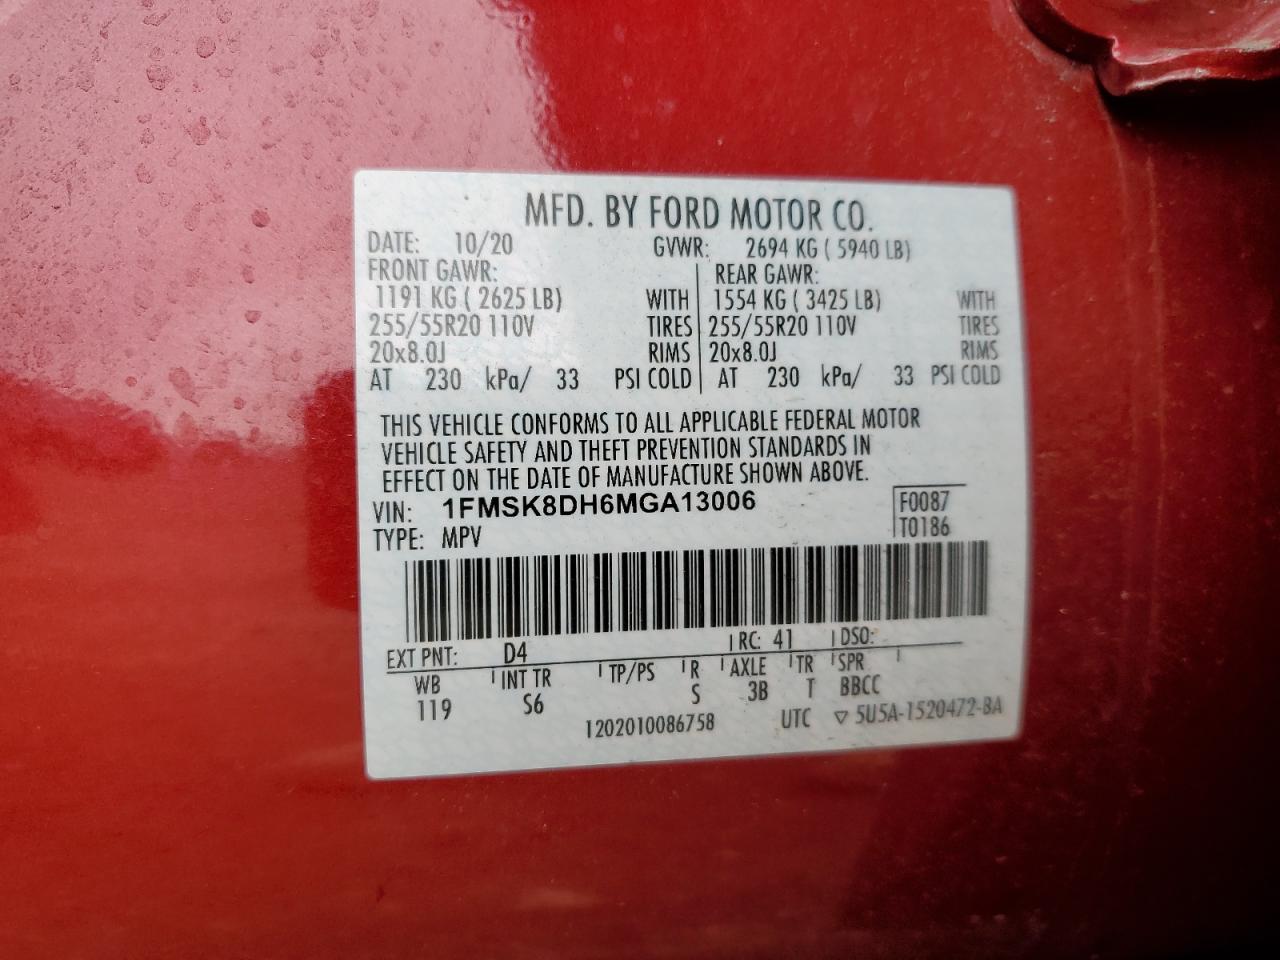 MFD. BY FORD MOTOR CO.
DATE: 10/20 GVWR: 2694 KG ( 5940 LB)
FRONT GAWR: REAR GAWR:
1191 KG ( 2625 LB) WITH 1554 KG ( 3425 LB) WITH
255/55R20 110V TIRES 255/55R20 110V TIRES
20x8.0J RIMS 20x8.0J RIMS
AT 230 kPa/ 33 PSI COLD AT 230 kPa/ 33 PSI COLD
THIS VEHICLE CONFORMS TO ALL APPLICABLE FEDERAL MOTOR
VEHICLE SAFETY AND THEFT PREVENTION STANDARDS IN
EFFECT ON THE DATE OF MANUFACTURE SHOWN ABOVE.
VIN: 1FMSK8DH6MGA13006 F0087
TYPE: MPV T0186
EXT PNT: D4 RC: 41 DSO:
WB INT TR TP/PS R AXLE TR SPR
119 S6 S 3B T BBCC
1202010086758 UTC ▽ 5U5A-1520472-BA